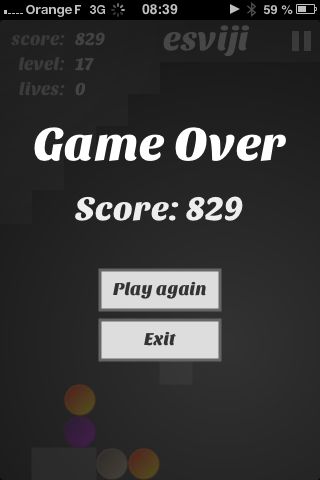 Orange F 3G 08:39 59 %
score: 829
esviji
level: 17
lives: 0
Game Over
Score: 829
Play again
Exit